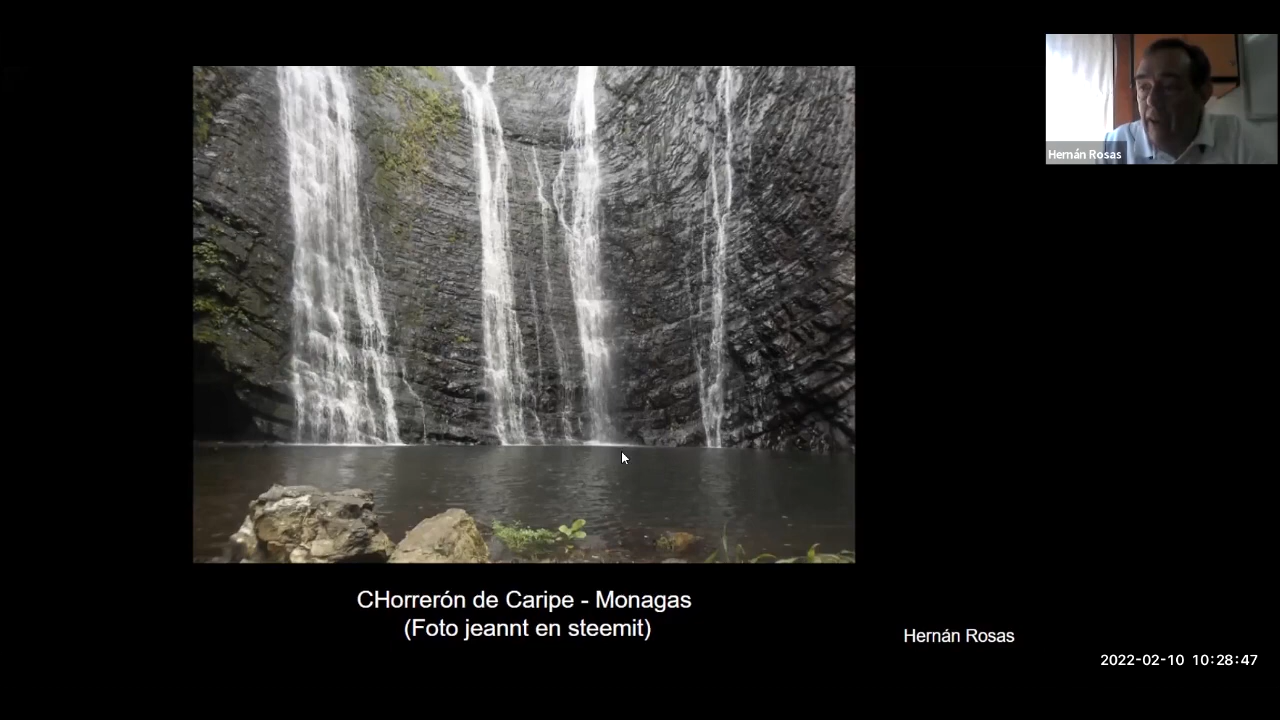 Hernán Rosas
CHorrerón de Caripe - Monagas
(Foto jeannt en steemit)
Hernán Rosas
2022-02-10 10:28:47